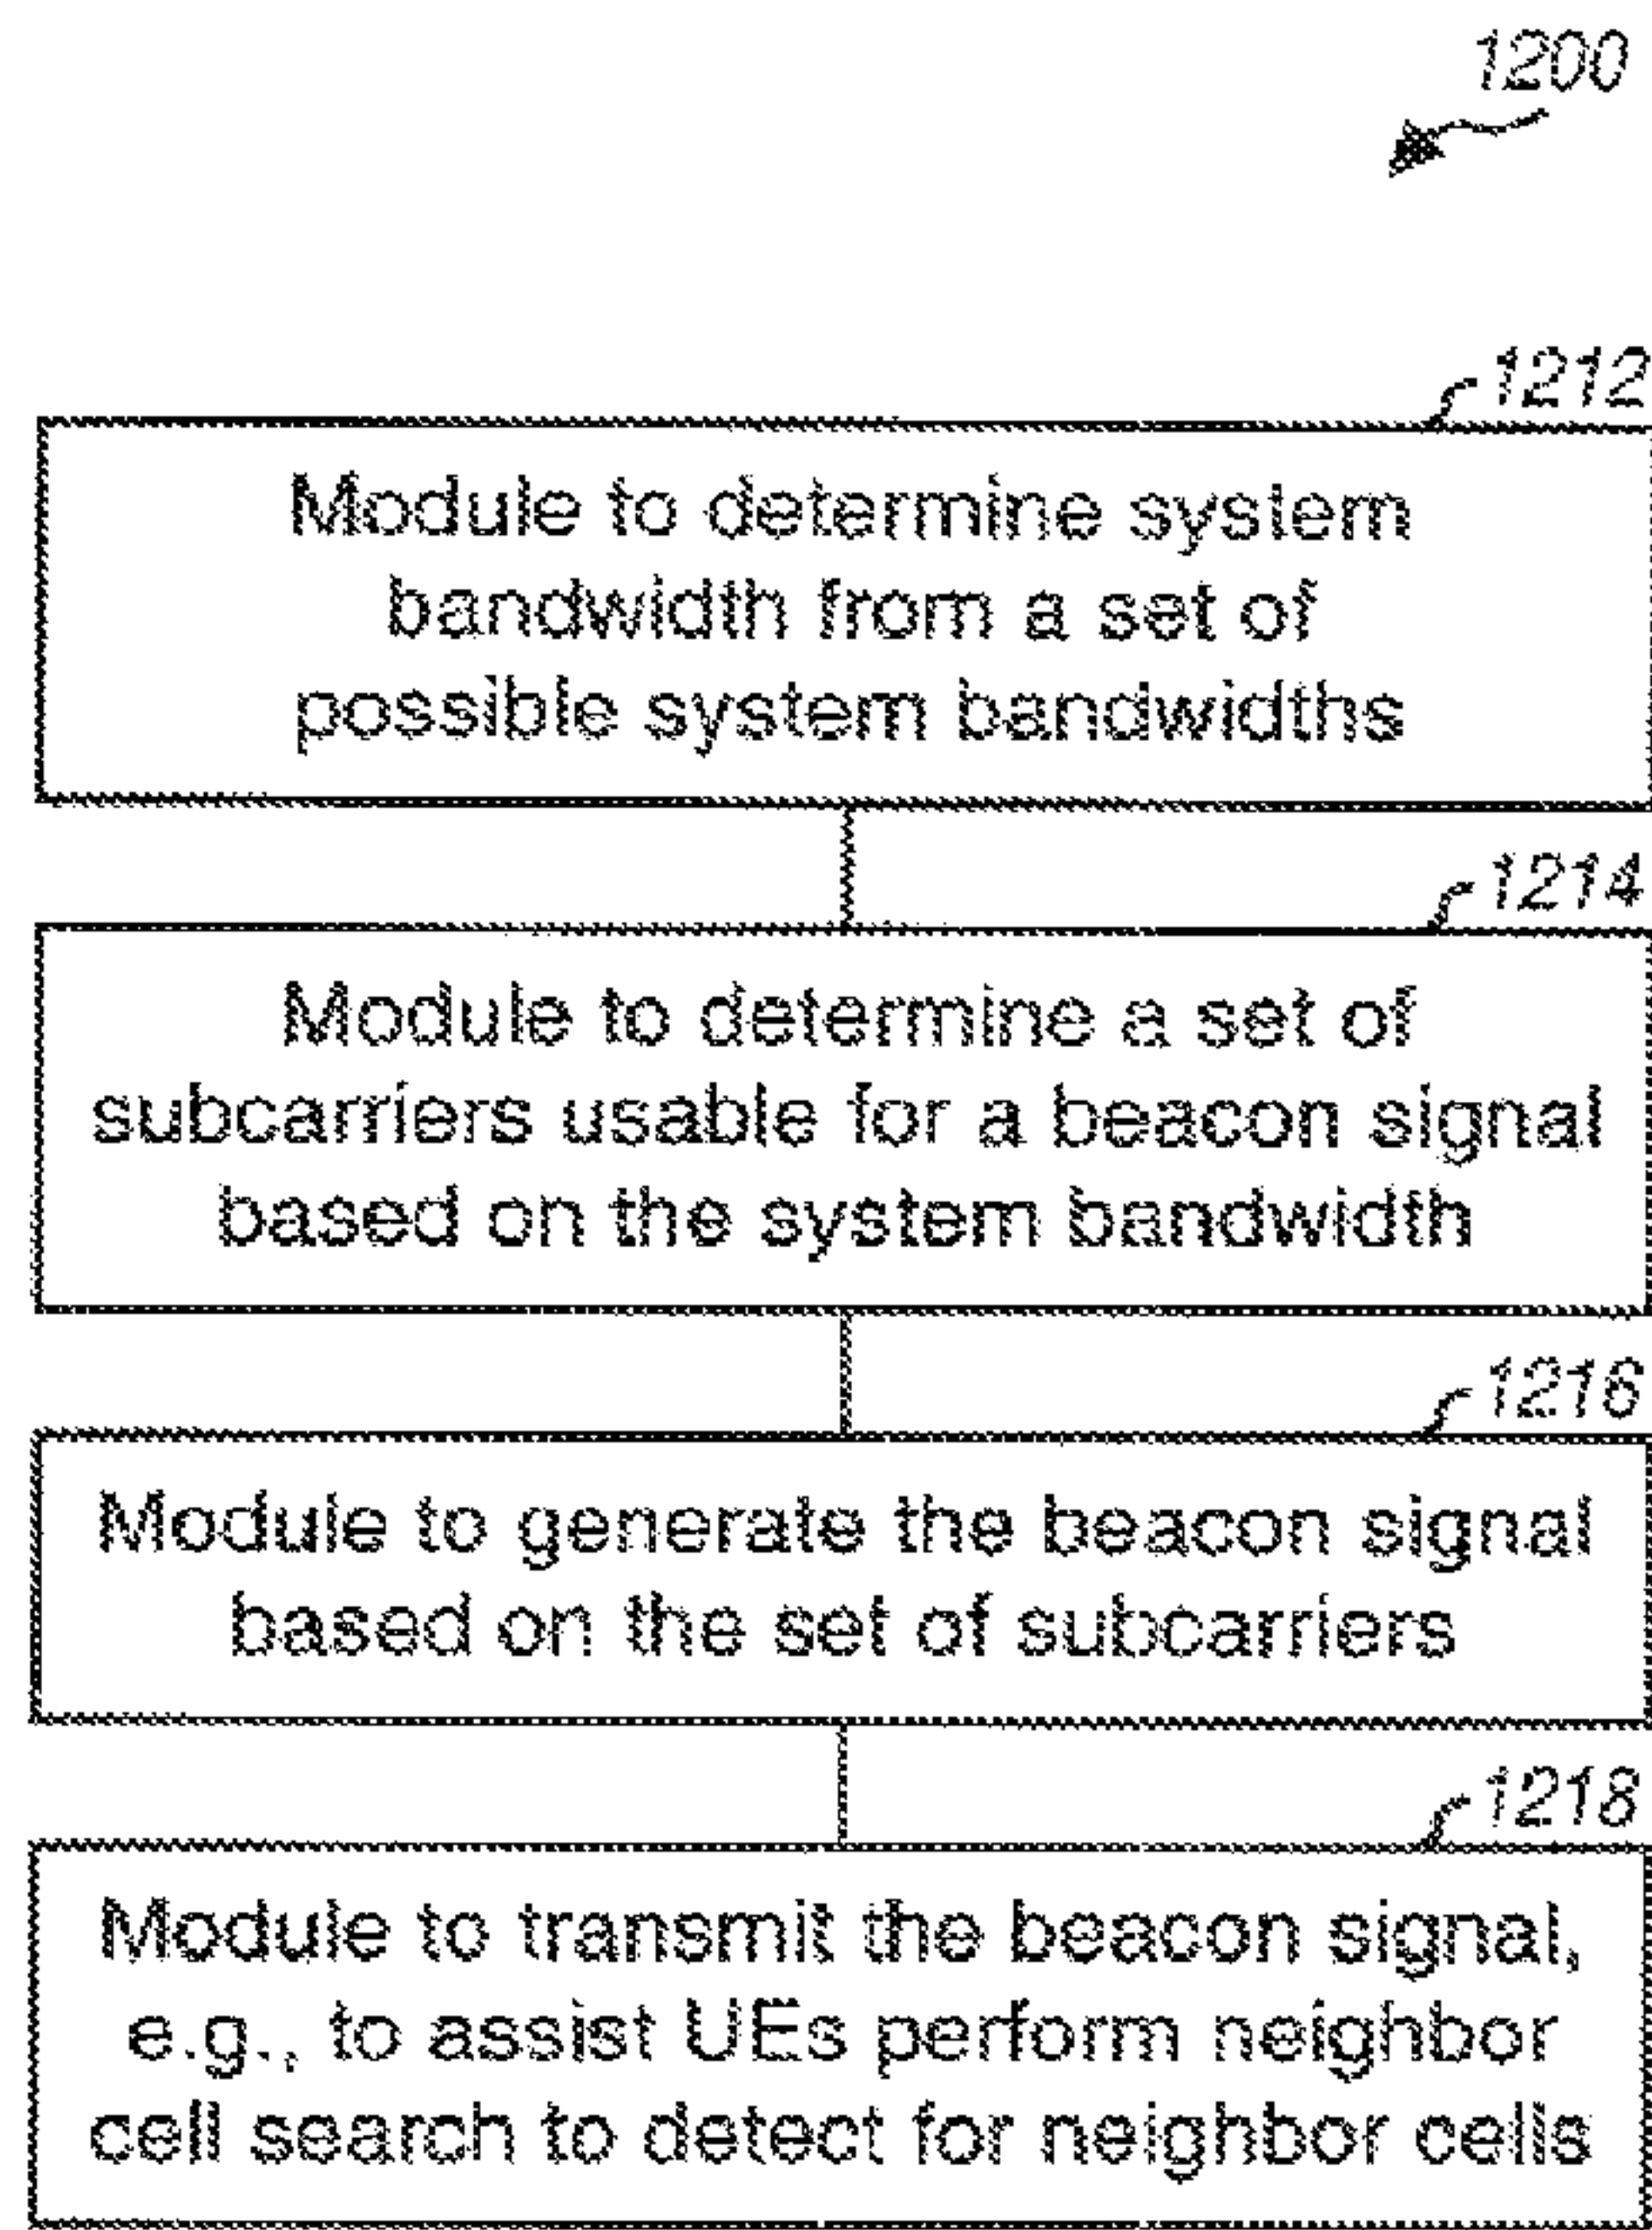 1200
1212
Module to determine system
bandwidth from a set of
possible system bandwidths
1214
Module to determine a set of
subcarriers usable for a beacon signal
based on the system bandwidth
1216
Module to generate the beacon signal
based on the set of subcarriers
1218
Module to transmit the beacon signal,
e.g., to assist UEs perform neighbor
cell search to detect for neighbor cells